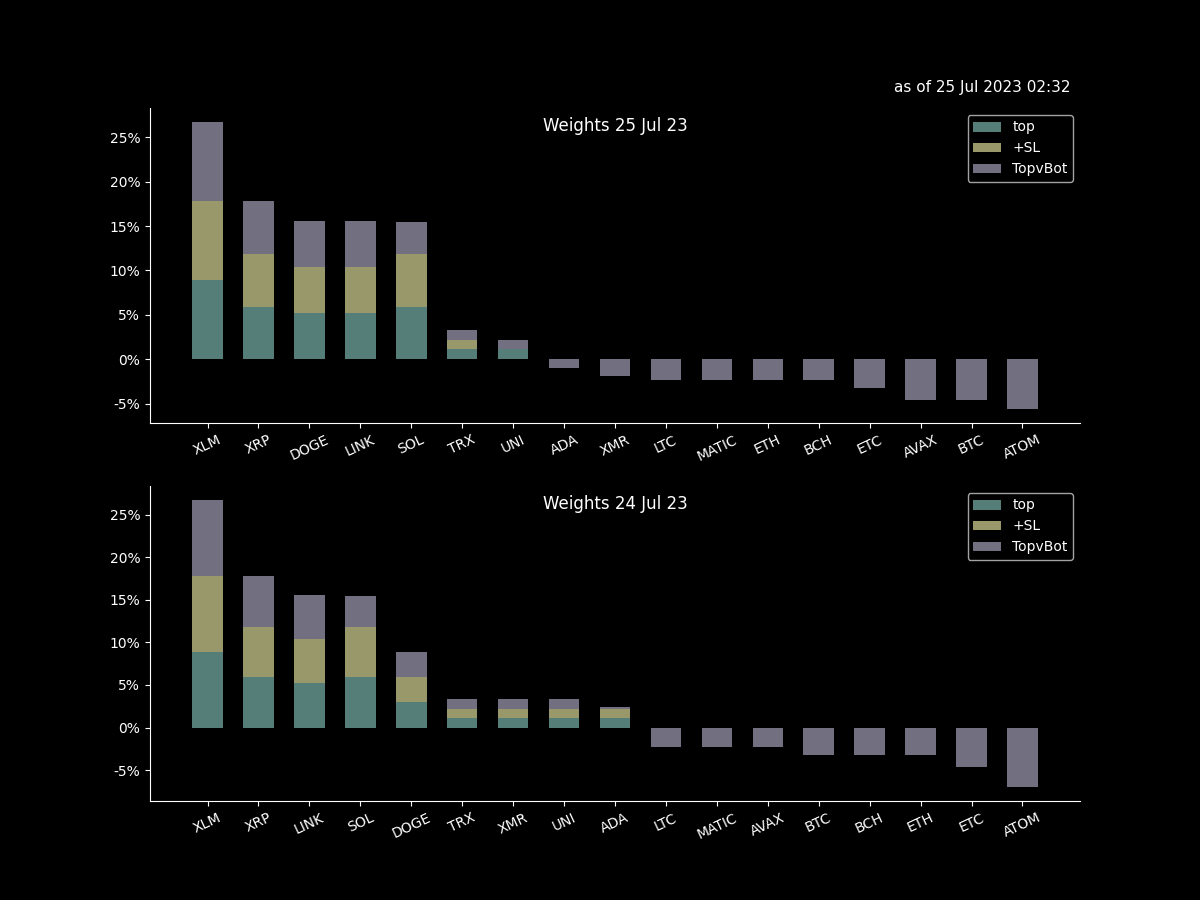 as of 25 Jul 2023 02:32
Weights 25 Jul 23
top
+SL
TopvBot
25%
20%
15%
10%
5%
0%
-5%
XLM XRP DOGE LINK SOL TRX UNI ADA XMR LTC MATIC ETH BCH ETC AVAX BTC ATOM
Weights 24 Jul 23
top
+SL
TopvBot
25%
20%
15%
10%
5%
0%
-5%
XLM XRP LINK SOL DOGE TRX XMR UNI ADA LTC MATIC AVAX BTC BCH ETH ETC ATOM